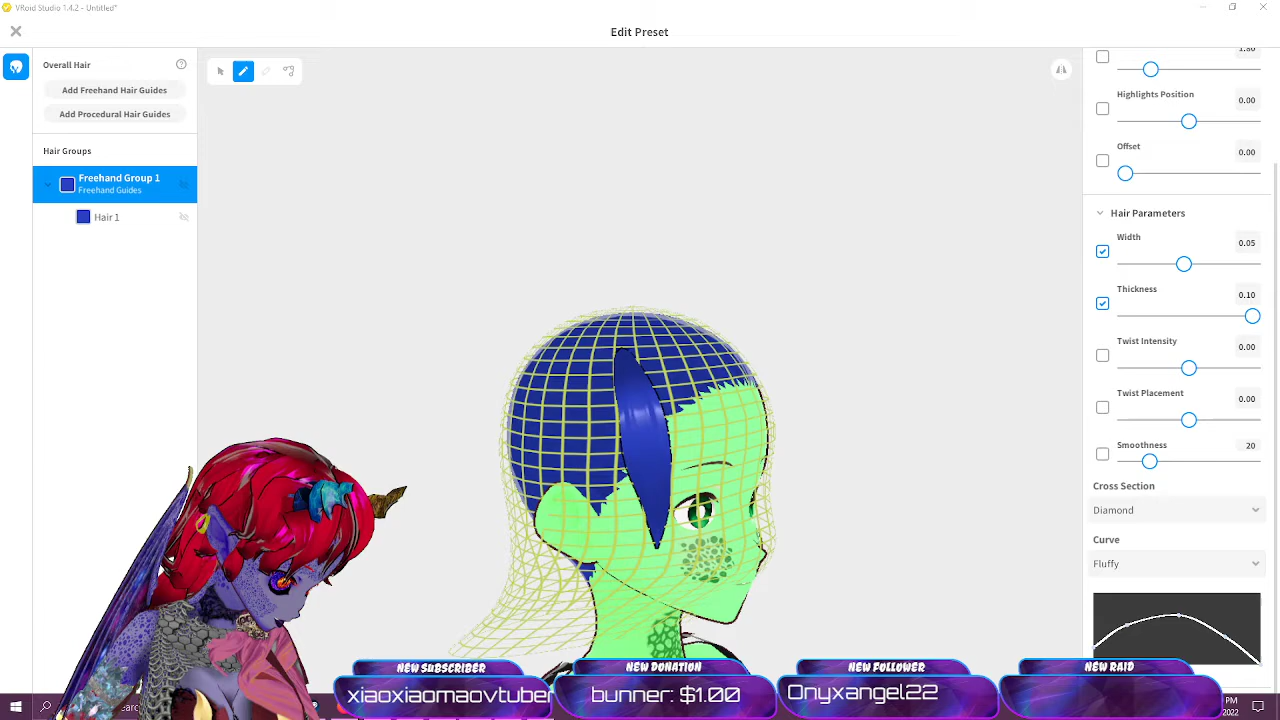 VRoid Studio 1.4.2 - Untitled*
Edit Preset
Overall Hair
Add Freehand Hair Guides
Add Procedural Hair Guides
Hair Groups
Freehand Group 1
Freehand Guides
Hair 1
1.80
Highlights Position
0.00
Offset
0.00
Hair Parameters
Width
0.05
Thickness
0.10
Twist Intensity
0.00
Twist Placement
0.00
Smoothness
20
Cross Section
Diamond
Curve
Fluffy
NEW SUBSCRIBER
xiaoxiaomaovtuber
NEW DONATION
bunner: $1.00
NEW FOLLOWER
Onyxangel22
NEW RAID
PM